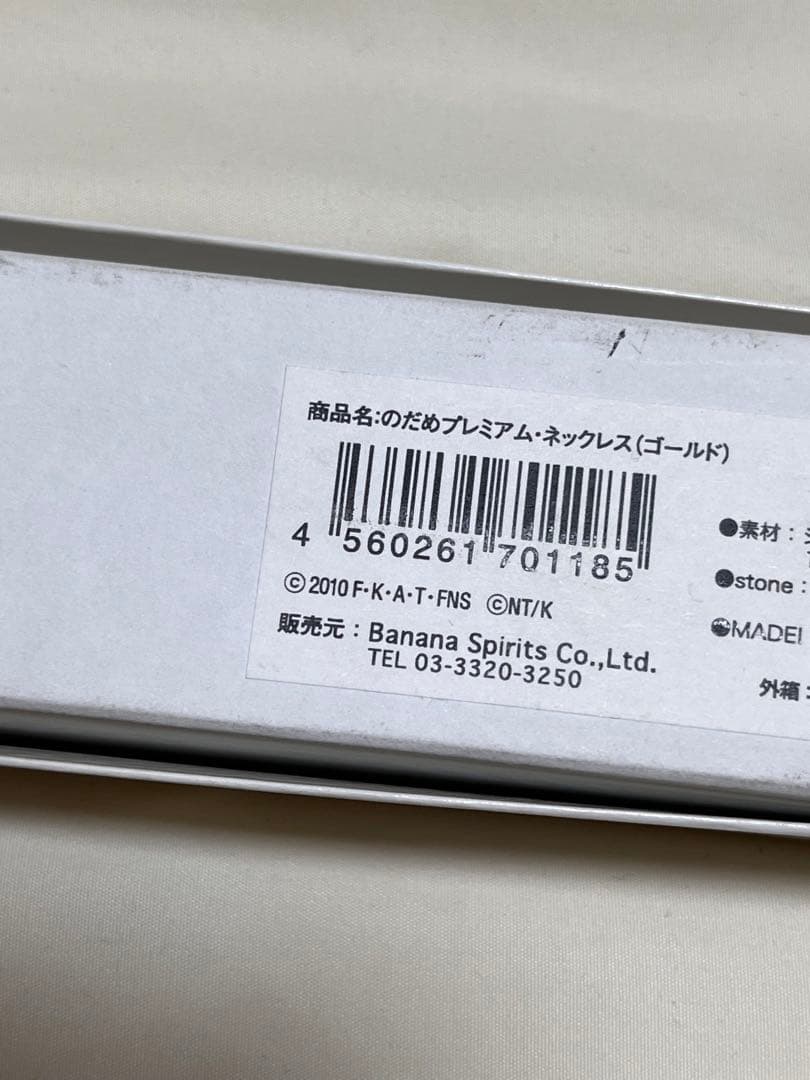 商品名:のだめプレミアム・ネックレス(ゴールド)
4 560261 701185
©2010 F・K・A・T・FNS ©NT/K
販売元:Banana Spirits Co.,Ltd.
TEL 03-3320-3250
●素材:
●stone:
●MADEI
外箱: